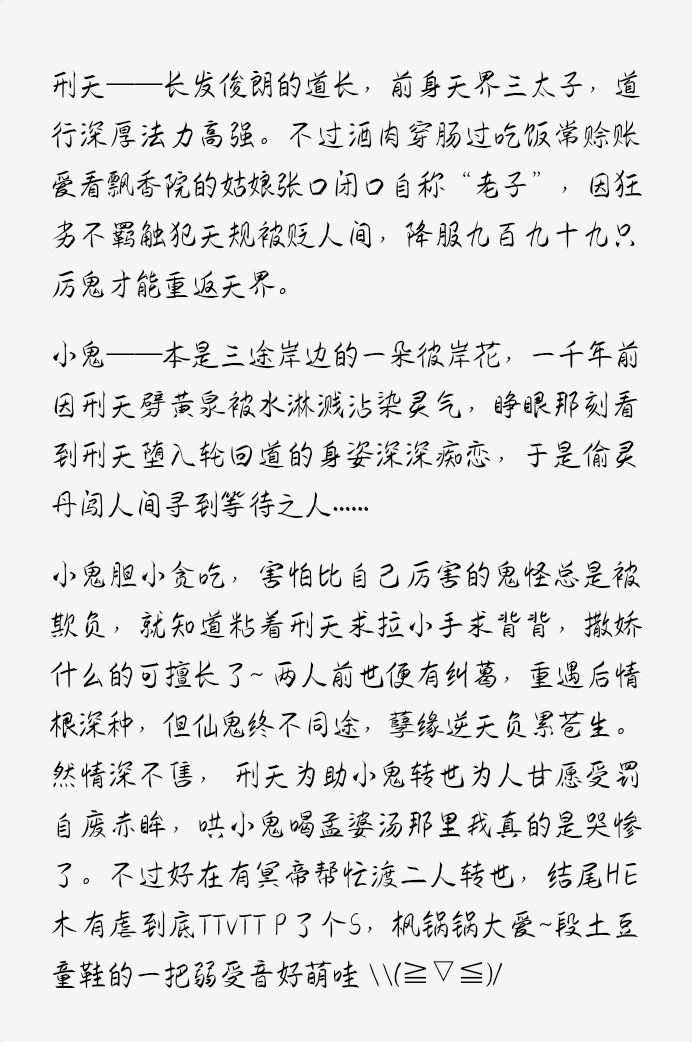 刑天——长发俊朗的道长，前身天界三太子，道
行深厚法力高强。不过酒肉穿肠过吃饭常赊账
爱看飘香院的姑娘张口闭口自称“老子”，因狂
劣不羁触犯天规被贬人间，降服九百九十九只
厉鬼才能重返天界。
小鬼——本是三途岸边的一朵彼岸花，一千年前
因刑天劈黄泉被水淋溅沾染灵气，睁眼那刻看
到刑天堕入轮回道的身姿深深痴恋，于是偷灵
丹闯人间寻到等待之人……
小鬼胆小贪吃，害怕比自己厉害的鬼怪总是被
欺负，就知道粘着刑天求拉小手求背背，撒娇
什么的可擅长了~ 两人前世便有纠葛，重遇后情
根深种，但仙鬼终不同途，孽缘逆天负累苍生。
然情深不隻， 刑天为助小鬼转世为人甘愿受罚
自废赤眸，哄小鬼喝孟婆汤那里我真的是哭惨
了。不过好在有冥帝帮忙渡二人转世，结尾HE
木有虐到底TTvTT P了个S，枫锅锅大爱~段土豆
童鞋的一把弱受音好萌哇 \\(≧▽≦)/